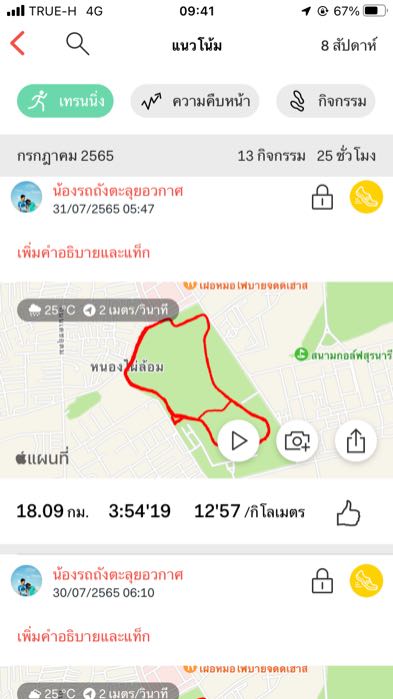 TRUE-H 4G 09:41 67%
แนวโน้ม 8 สัปดาห์
เทรนนิ่ง ความคืบหน้า กิจกรรม
กรกฎาคม 2565 13 กิจกรรม 25 ชั่วโมง
น้องรถถังตะลุยอวกาศ
31/07/2565 05:47
เพิ่มคำอธิบายและแท็ก
25°C 2 เมตร/วินาที
สนามกอล์ฟสุรนารี
หนองไผ่ล้อม
แผนที่
18.09 กม. 3:54'19 12'57 /กิโลเมตร
น้องรถถังตะลุยอวกาศ
30/07/2565 06:10
เพิ่มคำอธิบายและแท็ก
25°C 2 เมตร/วินาที